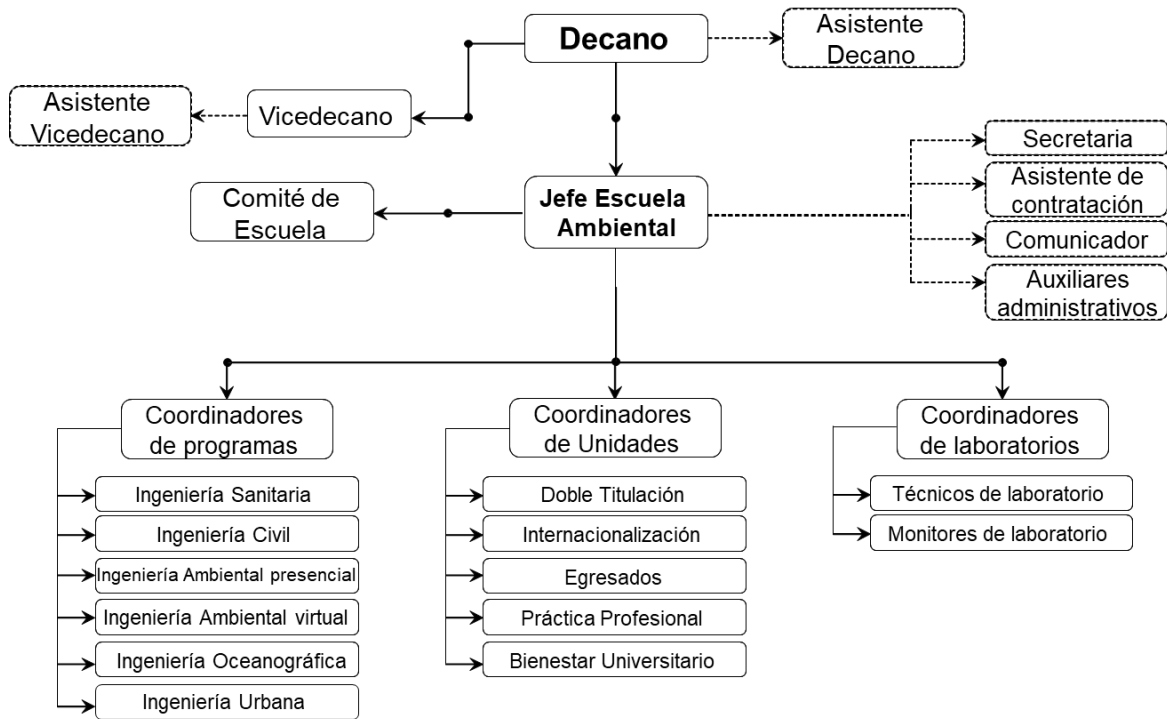 Decano
Asistente
Decano
Asistente
Vicedecano
Vicedecano
Secretaria
Comité de
Escuela
Jefe Escuela
Ambiental
Asistente de
contratación
Comunicador
Auxiliares
administrativos
Coordinadores
de programas
Ingeniería Sanitaria
Ingeniería Civil
Ingeniería Ambiental presencial
Ingeniería Ambiental virtual
Ingeniería Oceanográfica
Ingeniería Urbana
Coordinadores
de Unidades
Doble Titulación
Internacionalización
Egresados
Práctica Profesional
Bienestar Universitario
Coordinadores
de laboratorios
Técnicos de laboratorio
Monitores de laboratorio